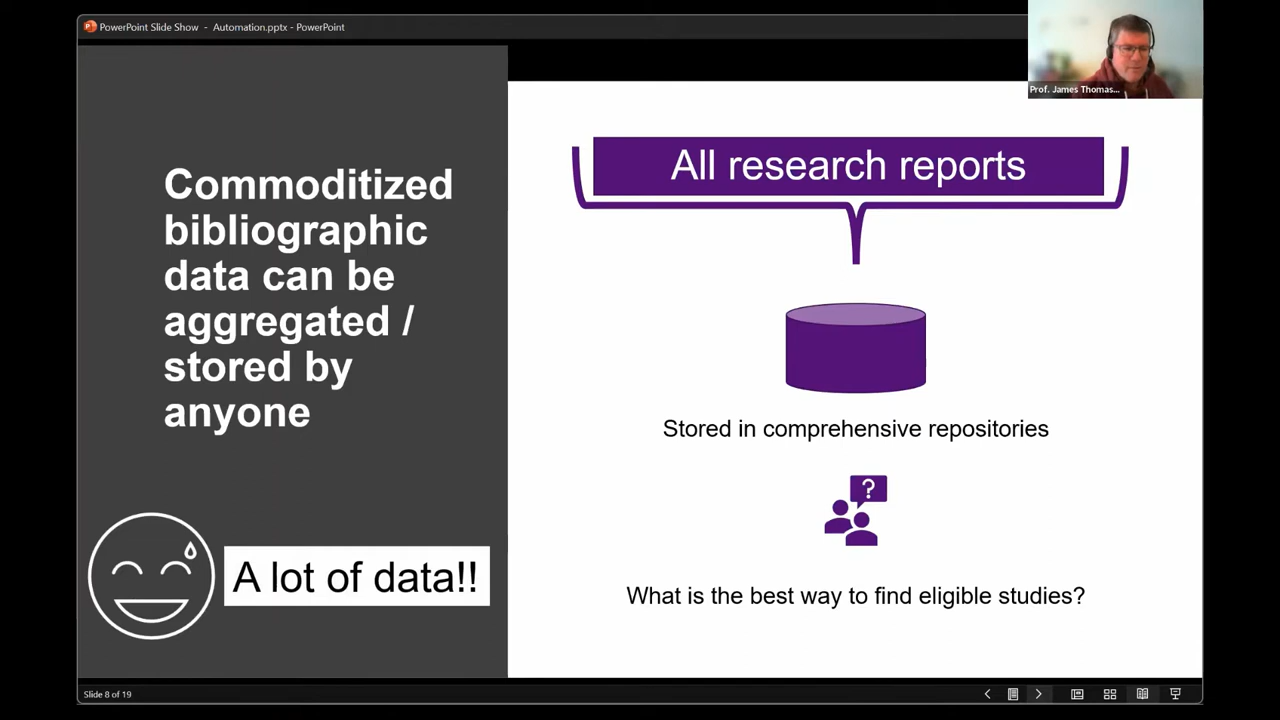 PowerPoint Slide Show - Automation.pptx - PowerPoint
Prof. James Thomas...
Commoditized
bibliographic
data can be
aggregated /
stored by
anyone
A lot of data!!
All research reports
Stored in comprehensive repositories
?
What is the best way to find eligible studies?
Slide 8 of 19